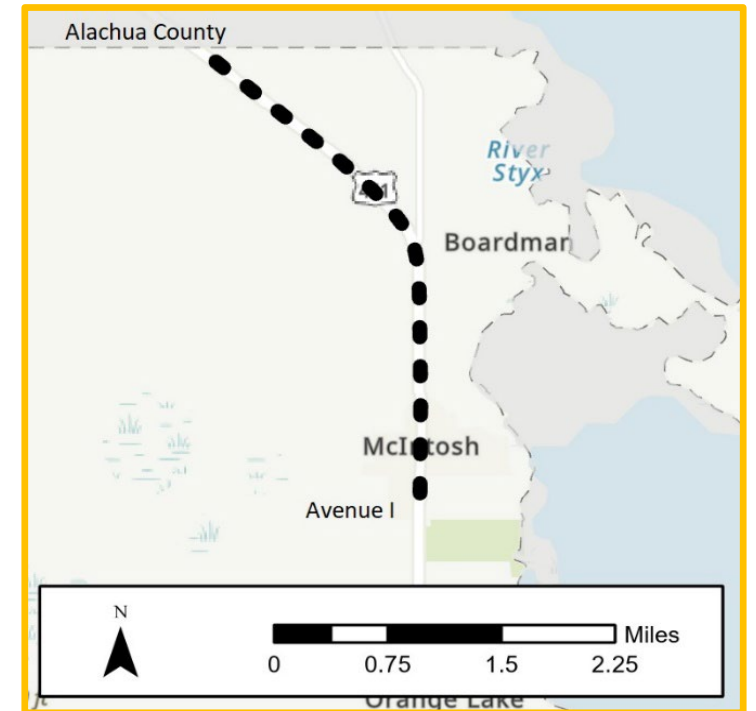 Alachua County
River
Styx
Boardman
McIntosh
Avenue I
N
Miles
0 0.75 1.5 2.25
Orange Lake